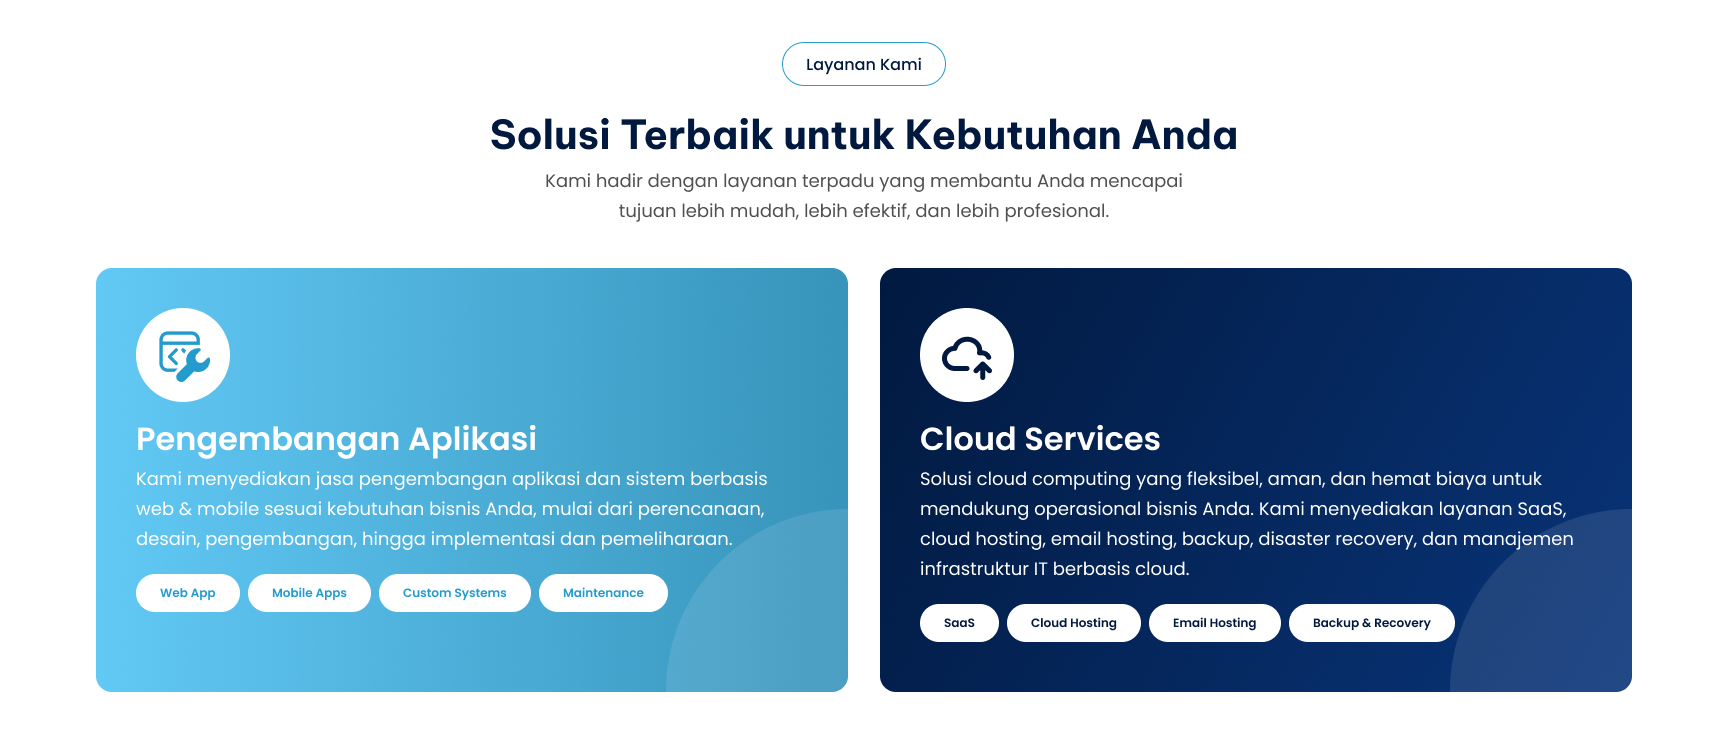 Layanan Kami
Solusi Terbaik untuk Kebutuhan Anda
Kami hadir dengan layanan terpadu yang membantu Anda mencapai
tujuan lebih mudah, lebih efektif, dan lebih profesional.
Pengembangan Aplikasi
Kami menyediakan jasa pengembangan aplikasi dan sistem berbasis
web & mobile sesuai kebutuhan bisnis Anda, mulai dari perencanaan,
desain, pengembangan, hingga implementasi dan pemeliharaan.
Web App
Mobile Apps
Custom Systems
Maintenance
Cloud Services
Solusi cloud computing yang fleksibel, aman, dan hemat biaya untuk
mendukung operasional bisnis Anda. Kami menyediakan layanan SaaS,
cloud hosting, email hosting, backup, disaster recovery, dan manajemen
infrastruktur IT berbasis cloud.
SaaS
Cloud Hosting
Email Hosting
Backup & Recovery